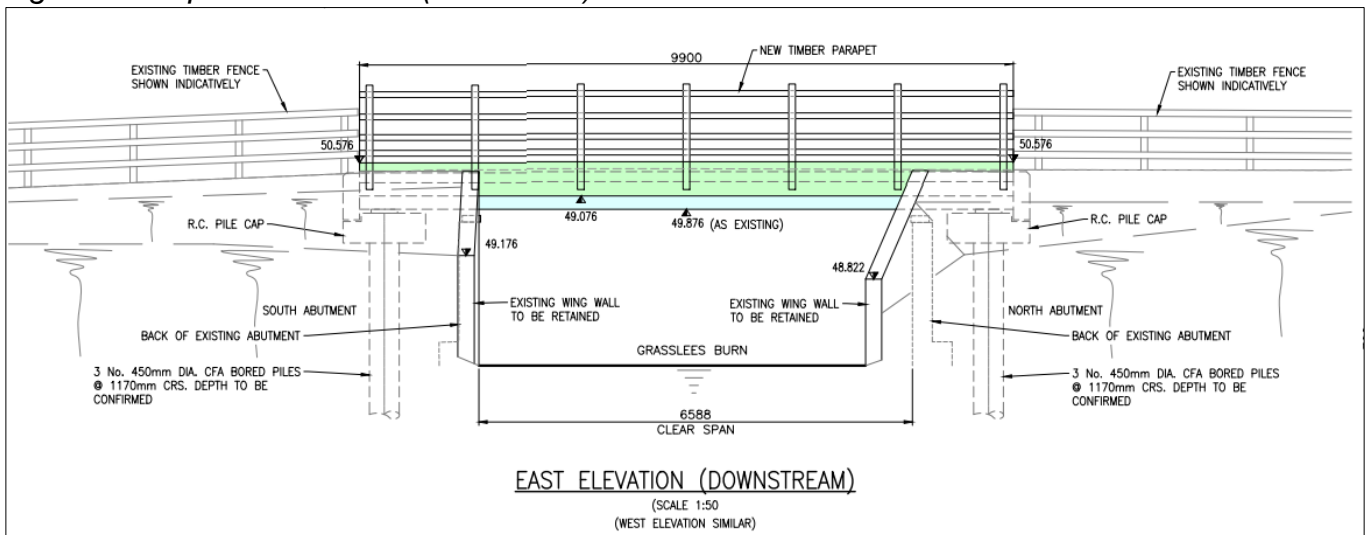 9900
NEW TIMBER PARAPET
EXISTING TIMBER FENCE
SHOWN INDICATIVELY
EXISTING TIMBER FENCE
SHOWN INDICATIVELY
50.576
50.576
R.C. PILE CAP
49.076
49.876 (AS EXISTING)
R.C. PILE CAP
49.176
48.822
SOUTH ABUTMENT
EXISTING WING WALL
TO BE RETAINED
EXISTING WING WALL
TO BE RETAINED
NORTH ABUTMENT
BACK OF EXISTING ABUTMENT
BACK OF EXISTING ABUTMENT
GRASSLEES BURN
3 No. 450mm DIA. CFA BORED PILES
@ 1170mm CRS. DEPTH TO BE
CONFIRMED
3 No. 450mm DIA. CFA BORED PILES
@ 1170mm CRS. DEPTH TO BE
CONFIRMED
6588
CLEAR SPAN
EAST ELEVATION (DOWNSTREAM)
(SCALE 1:50
(WEST ELEVATION SIMILAR)